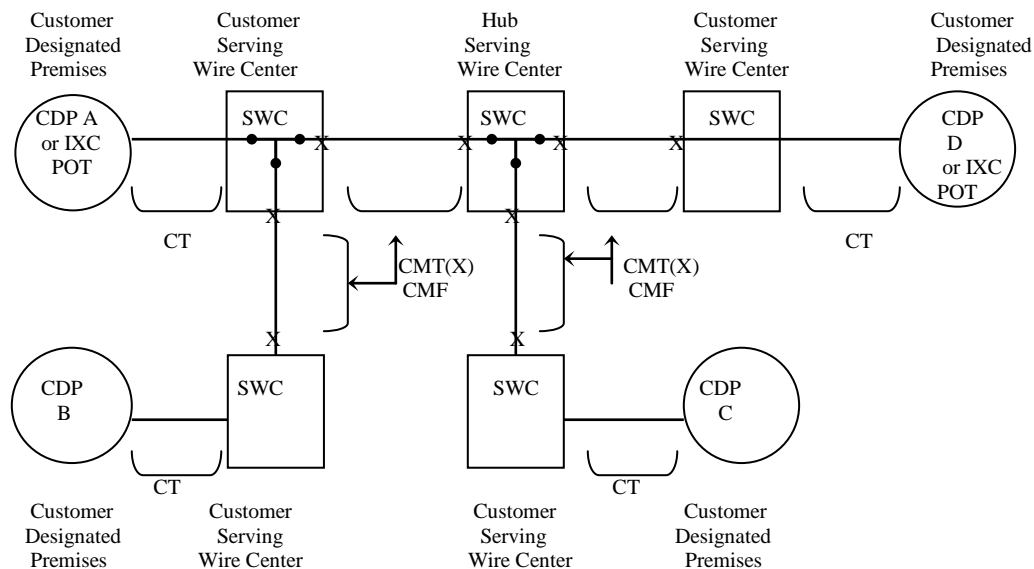 Customer
Designated
Premises
Customer
Serving
Wire Center
Hub
Serving
Wire Center
Customer
Serving
Wire Center
Customer
Designated
Premises
CDP A
or IXC
POT
SWC
X
X
SWC
X
X
SWC
CDP
D
or IXC
POT
X
X
CT
CT
CMT(X)
CMF
CMT(X)
CMF
X
X
CDP
B
SWC
SWC
CDP
C
CT
CT
Customer
Designated
Premises
Customer
Serving
Wire Center
Customer
Serving
Wire Center
Customer
Designated
Premises